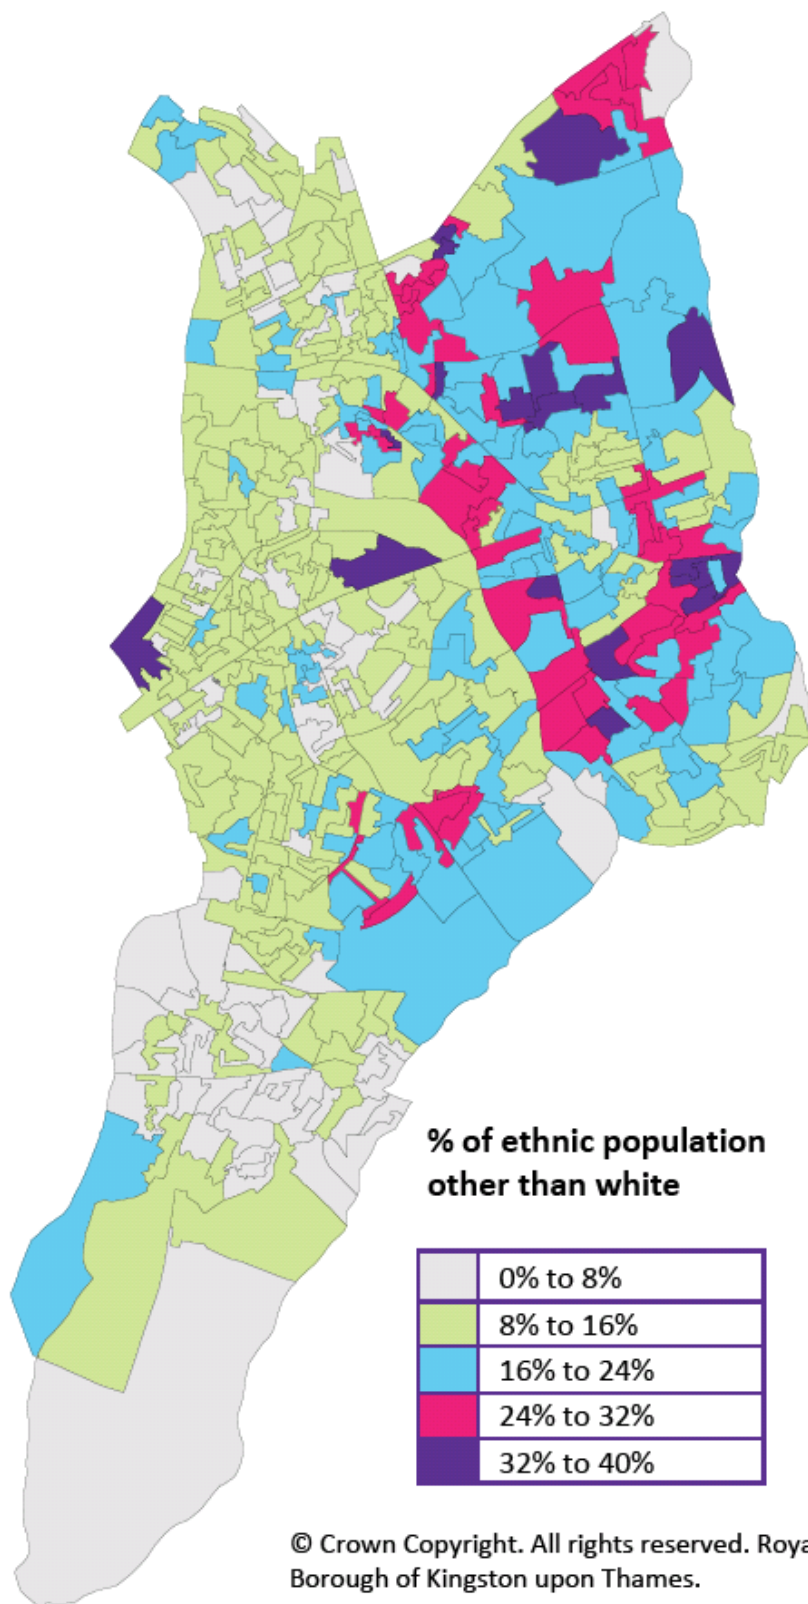 % of ethnic population
other than white
0% to 8%
8% to 16%
16% to 24%
24% to 32%
32% to 40%
© Crown Copyright. All rights reserved. Roya
Borough of Kingston upon Thames.